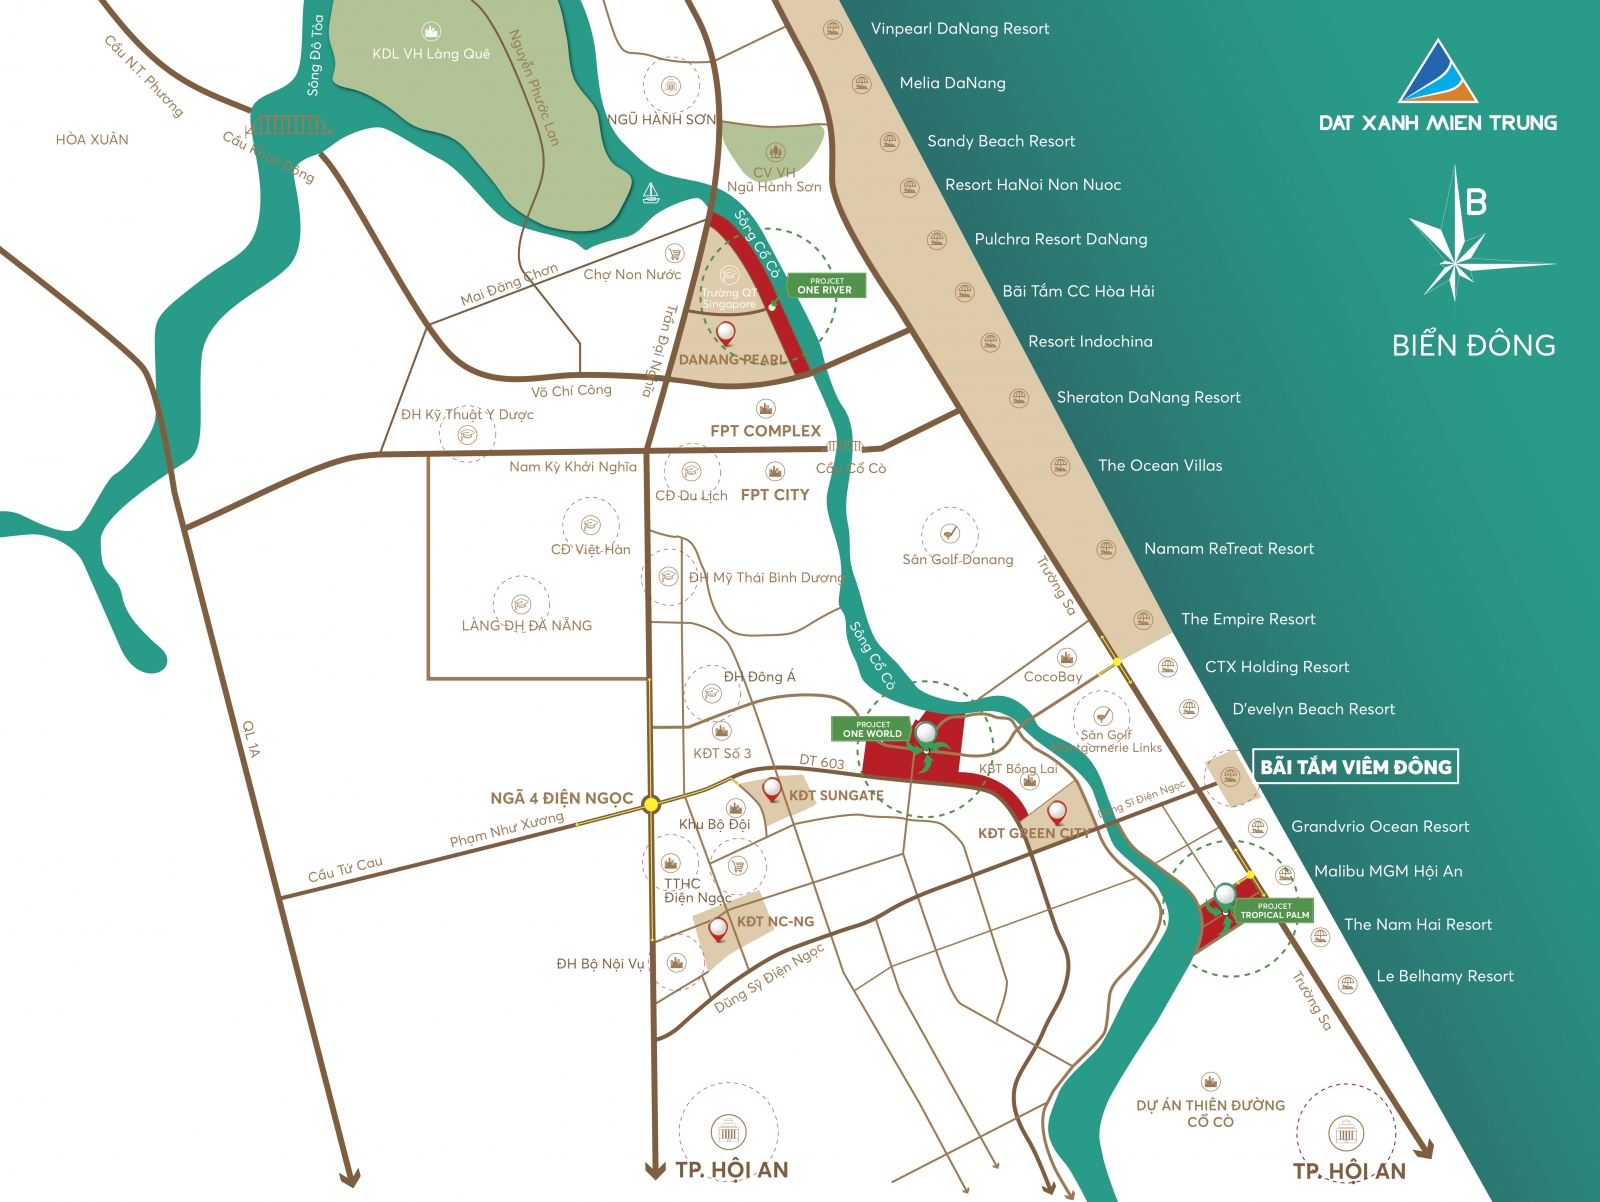 Vinpearl DaNang Resort
Melia DaNang
Sandy Beach Resort
Resort HaNoi Non Nuoc
Pulchra Resort DaNang
Bãi Tắm CC Hòa Hải
Resort Indochina
Sheraton DaNang Resort
The Ocean Villas
Namam ReTreat Resort
The Empire Resort
CTX Holding Resort
D'evelyn Beach Resort
BÃI TẮM VIÊM ĐÔNG
Grandvrio Ocean Resort
Malibu MGM Hội An
The Nam Hai Resort
Le Belhamy Resort
DAT XANH MIEN TRUNG
B
BIỂN ĐÔNG
Cầu N.T. Phương
Sông Đô Tỏa
KDL VH Làng Quê
Nguyễn Phước Lan
NGŨ HÀNH SƠN
HÒA XUÂN
Cầu Khuê Đông
CV VH
Ngũ Hành Sơn
Sông Cổ Cò
Mai Đăng Chơn
Chợ Non Nước
Trường QT
Singapore
PROJCET
ONE RIVER
Trần Đại Nghĩa
DANANG PEARL
Võ Chí Công
ĐH Kỹ Thuật Y Dược
FPT COMPLEX
Nam Kỳ Khởi Nghĩa
Cầu Cổ Cò
CĐ Du Lịch
FPT CITY
CĐ Việt Hàn
Sân Golf Danang
ĐH Mỹ Thái Bình Dương
Trường Sa
LÀNG ĐH ĐÀ NẴNG
Sông Cổ Cò
ĐH Đông Á
CocoBay
QL 1A
PROJCET
ONE WORLD
Sân Golf
Montgomerie Links
KĐT Số 3
DT 603
KĐT Bồng Lai
NGÃ 4 ĐIỆN NGỌC
KĐT SUNGATE
Dũng Sĩ Điện Ngọc
Phạm Như Xương
Khu Bộ Đội
KĐT GREEN CITY
Cầu Tứ Cau
TTHC
Điện Ngọc
PROJCET
TROPICAL PALM
KĐT NC-NG
ĐH Bộ Nội Vụ
Dũng Sỹ Điện Ngọc
Trường Sa
DỰ ÁN THIÊN ĐƯỜNG
CỔ CÒ
TP. HỘI AN
TP. HỘI AN